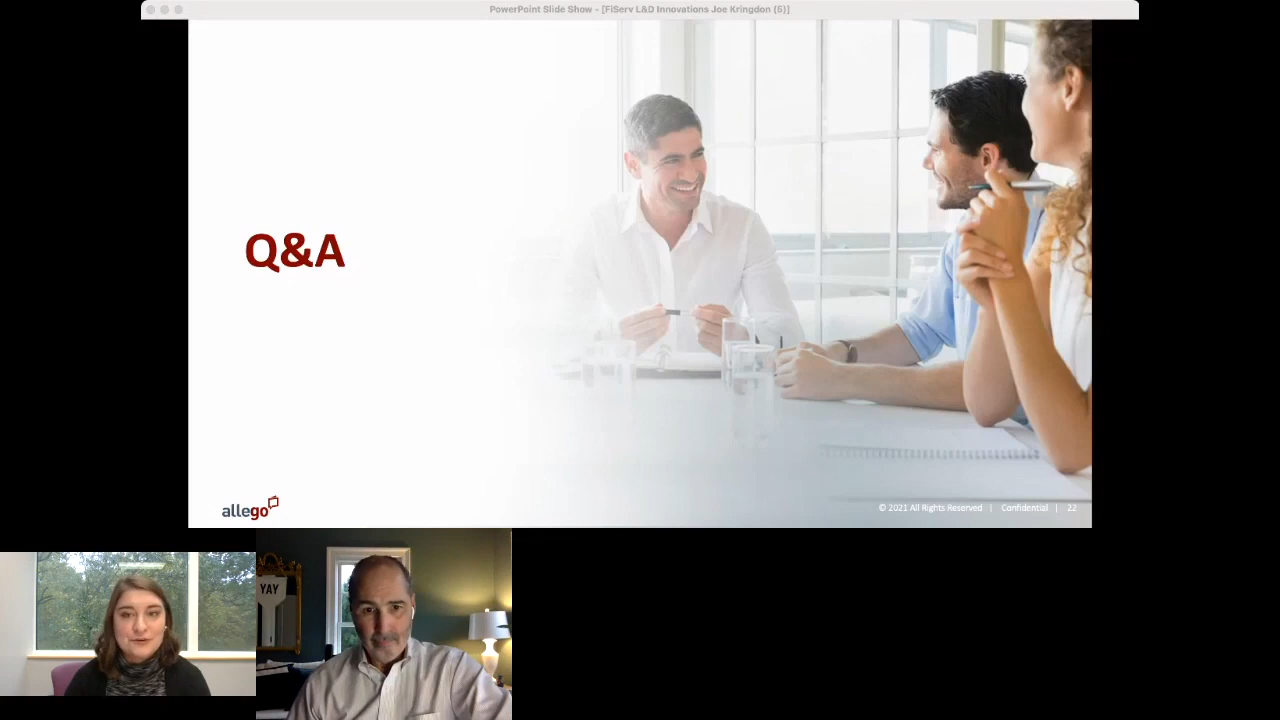 PowerPoint Slide Show - [FiServ L&D Innovations Joe Kringdon (5)]
Q&A
allego
© 2021 All Rights Reserved | Confidential | 22
YAY